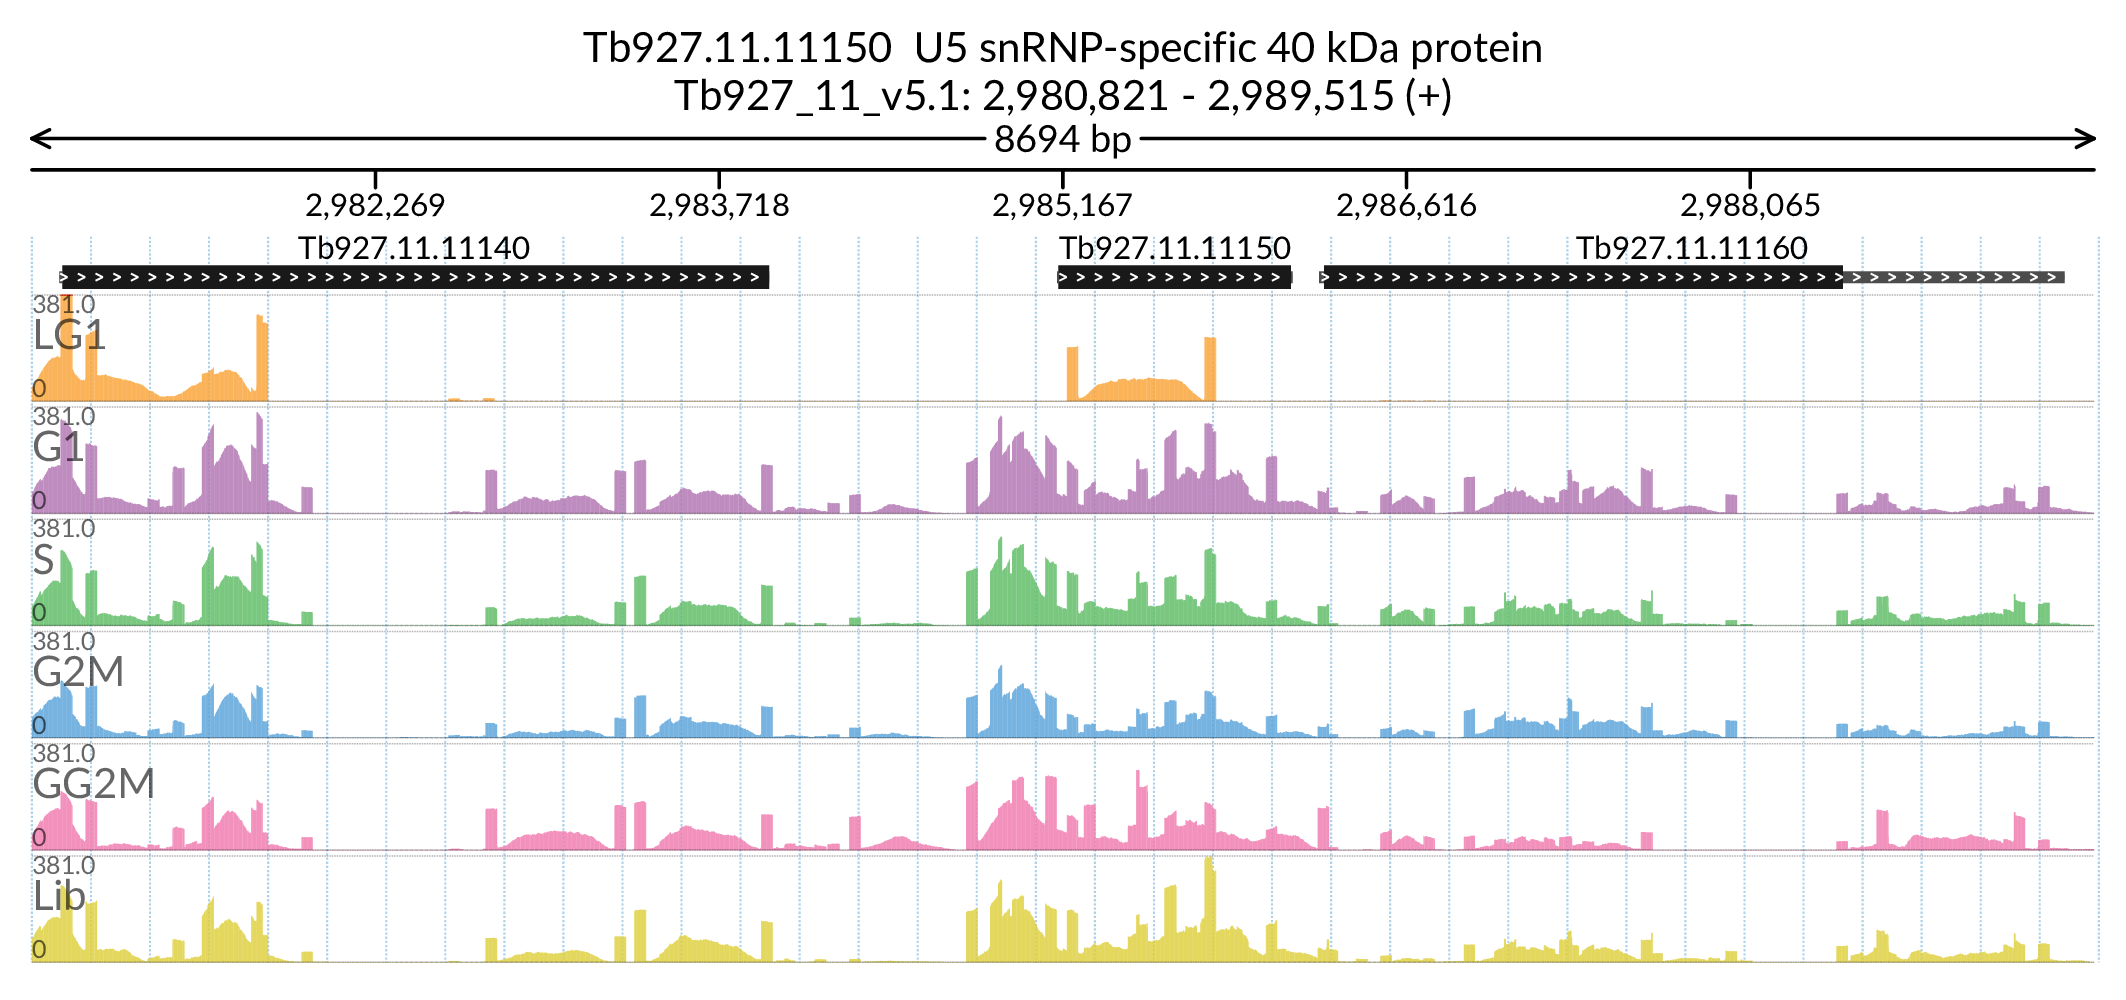 Tb927.11.11150  U5 snRNP-specific 40 kDa protein
Tb927_11_v5.1: 2,980,821 - 2,989,515 (+)
8694 bp
2,982,269 2,983,718 2,985,167 2,986,616 2,988,065
Tb927.11.11140 Tb927.11.11150 Tb927.11.11160
381.0
LG1
0
381.0
G1
0
381.0
S
0
381.0
G2M
0
381.0
GG2M
0
381.0
Lib
0